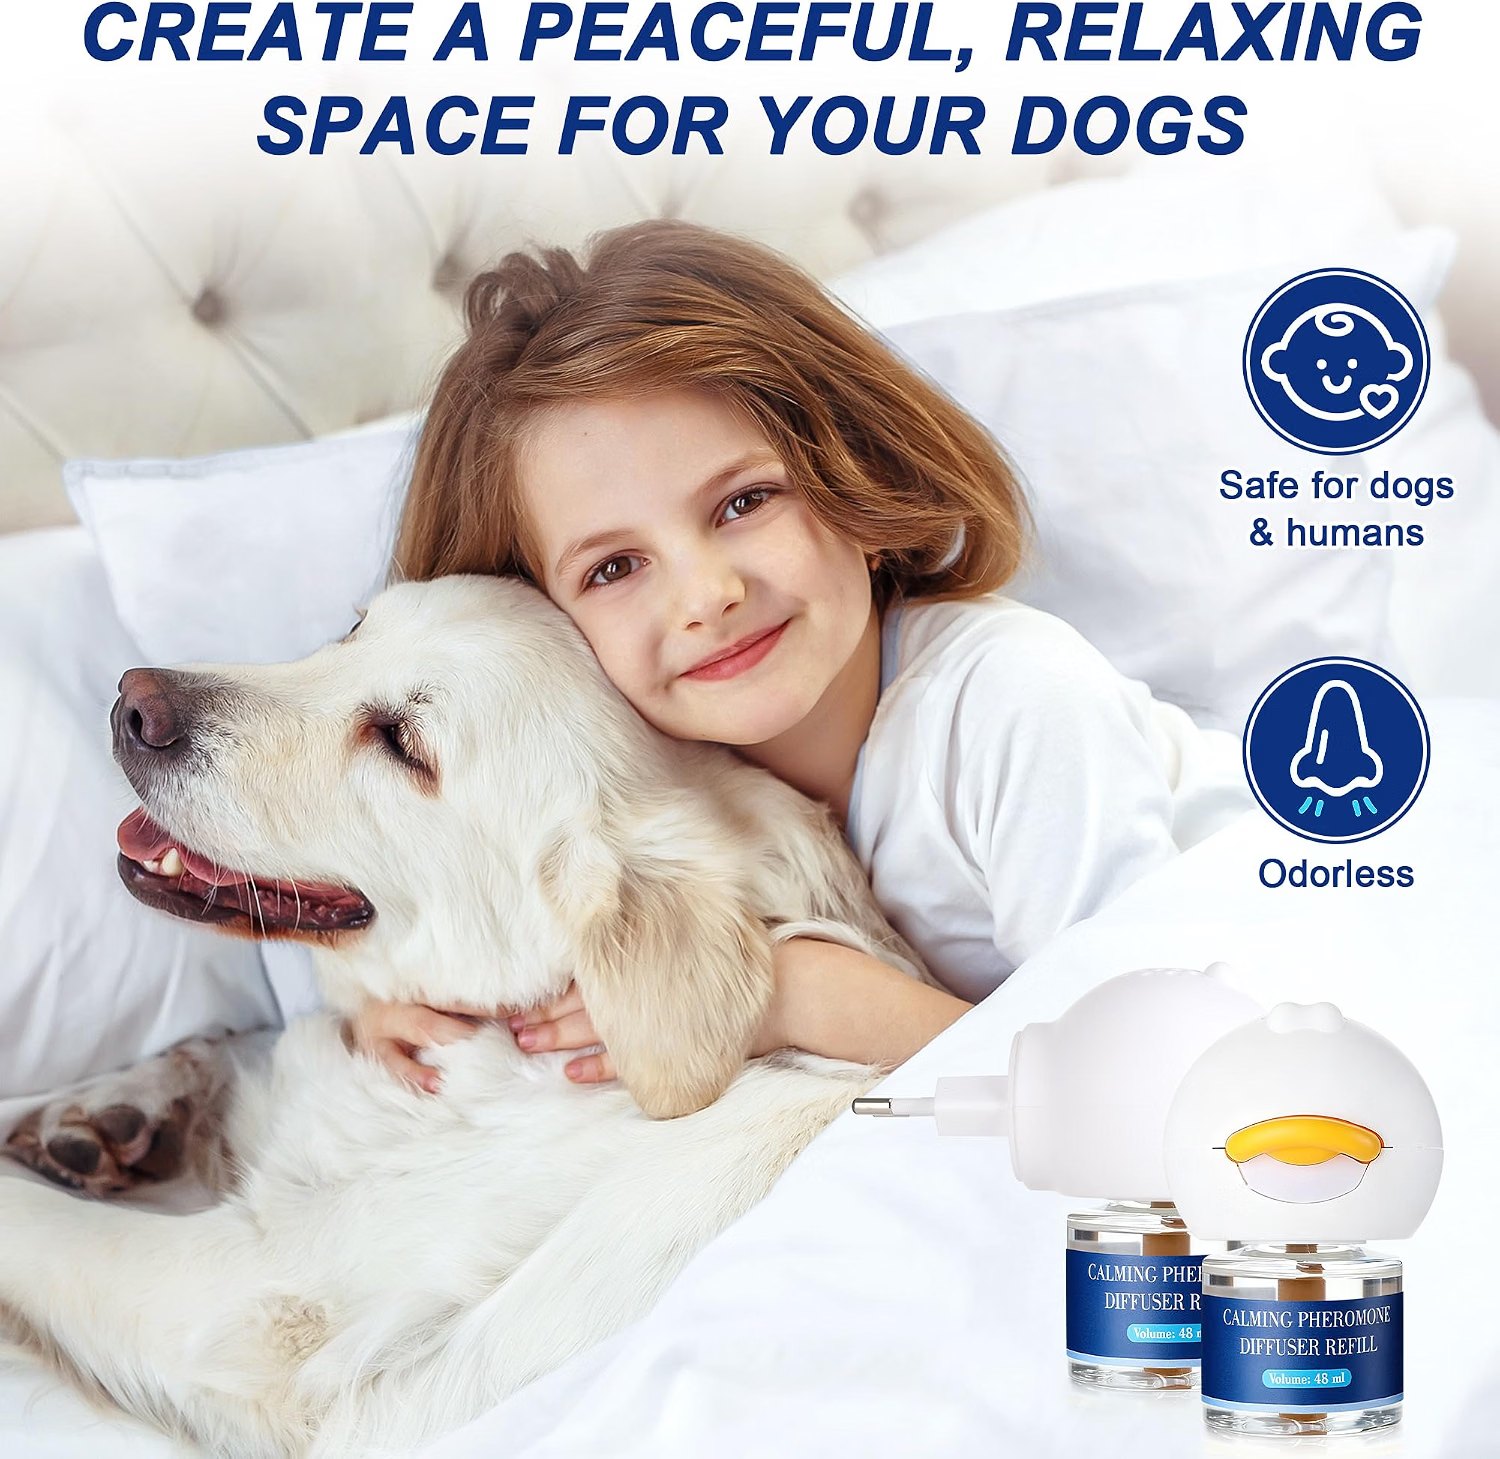 CREATE A PEACEFUL, RELAXING
SPACE FOR YOUR DOGS
Safe for dogs
& humans
Odorless
CALMING PHER
DIFFUSER R
Volume: 48 m
CALMING PHEROMONE
DIFFUSER REFILL
Volume: 48 ml